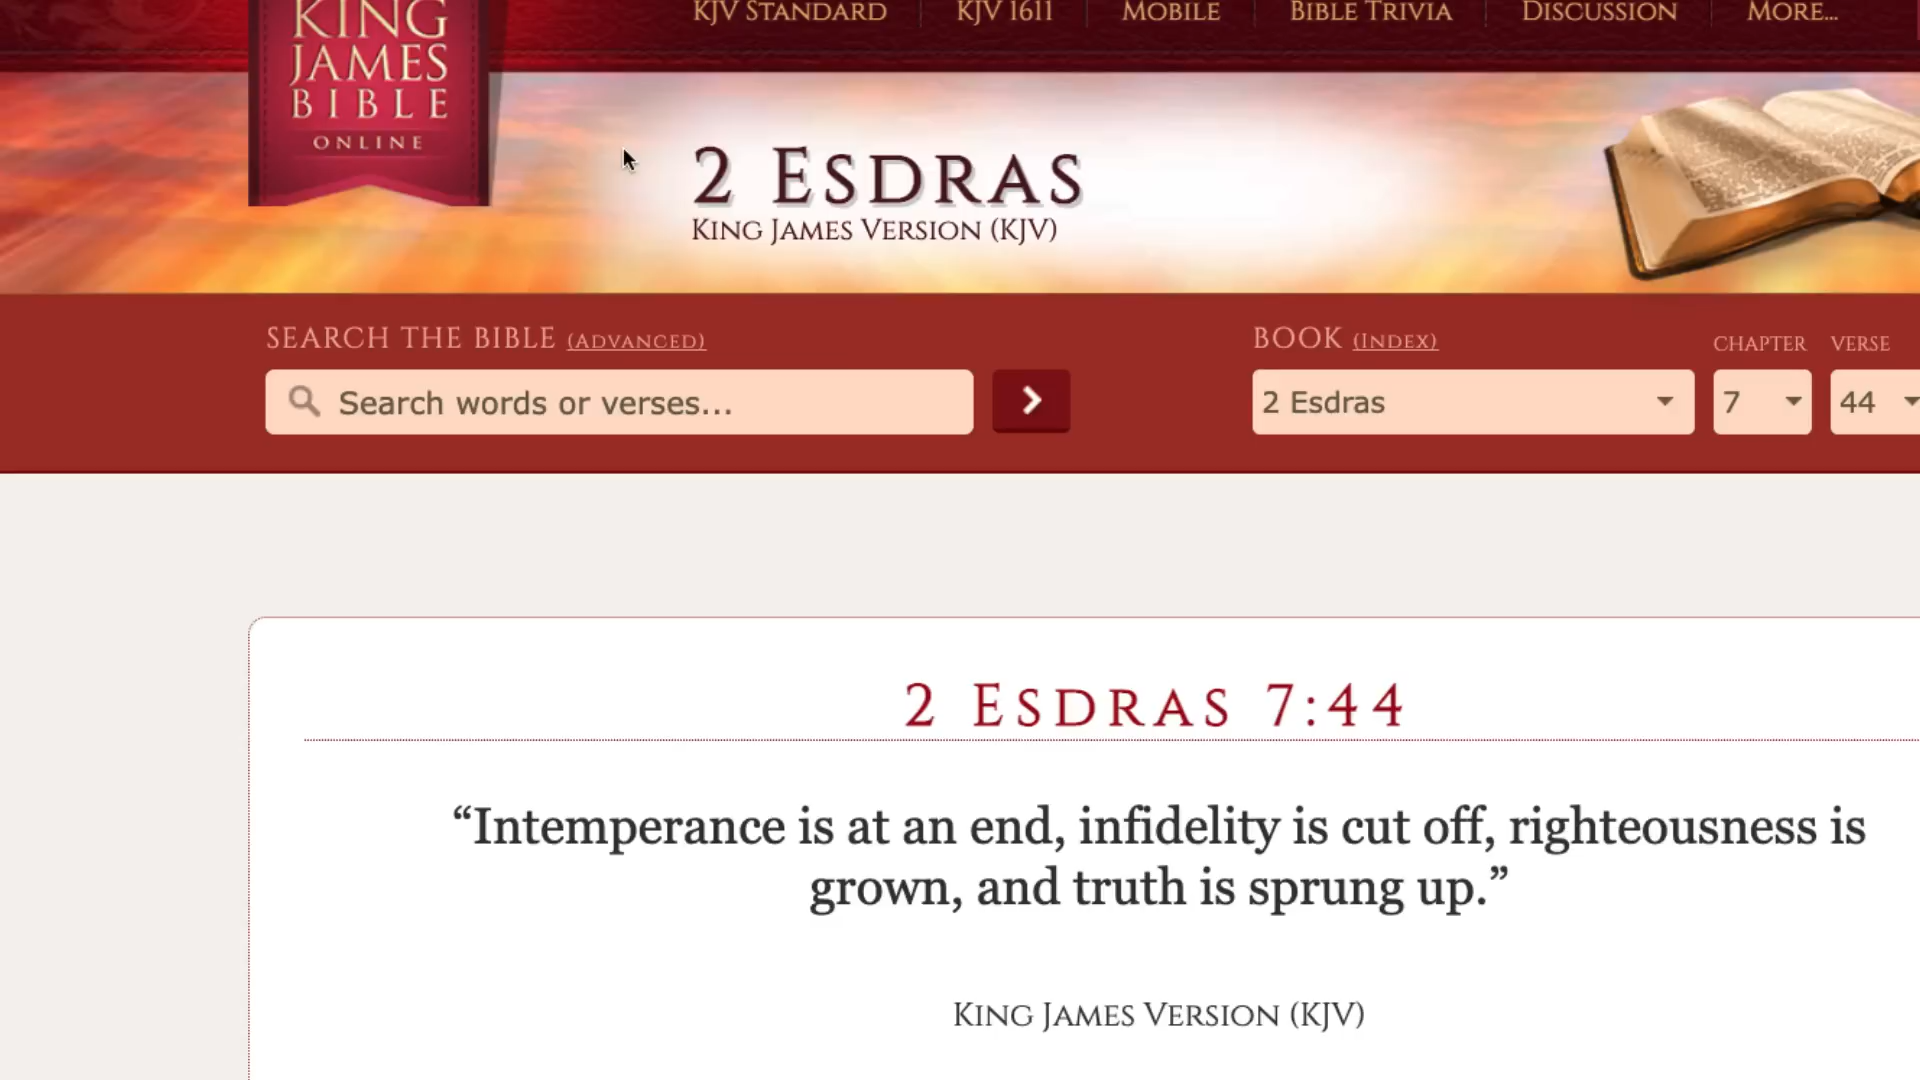 KING
JAMES
BIBLE
ONLINE
KJV STANDARD
KJV 1611
MOBILE
BIBLE TRIVIA
DISCUSSION
MORE...
2 ESDRAS
KING JAMES VERSION (KJV)
SEARCH THE BIBLE (ADVANCED)
Search words or verses...
BOOK (INDEX)
CHAPTER
VERSE
2 Esdras
7
44
2 ESDRAS 7:44
“Intemperance is at an end, infidelity is cut off, righteousness is
grown, and truth is sprung up.”
KING JAMES VERSION (KJV)